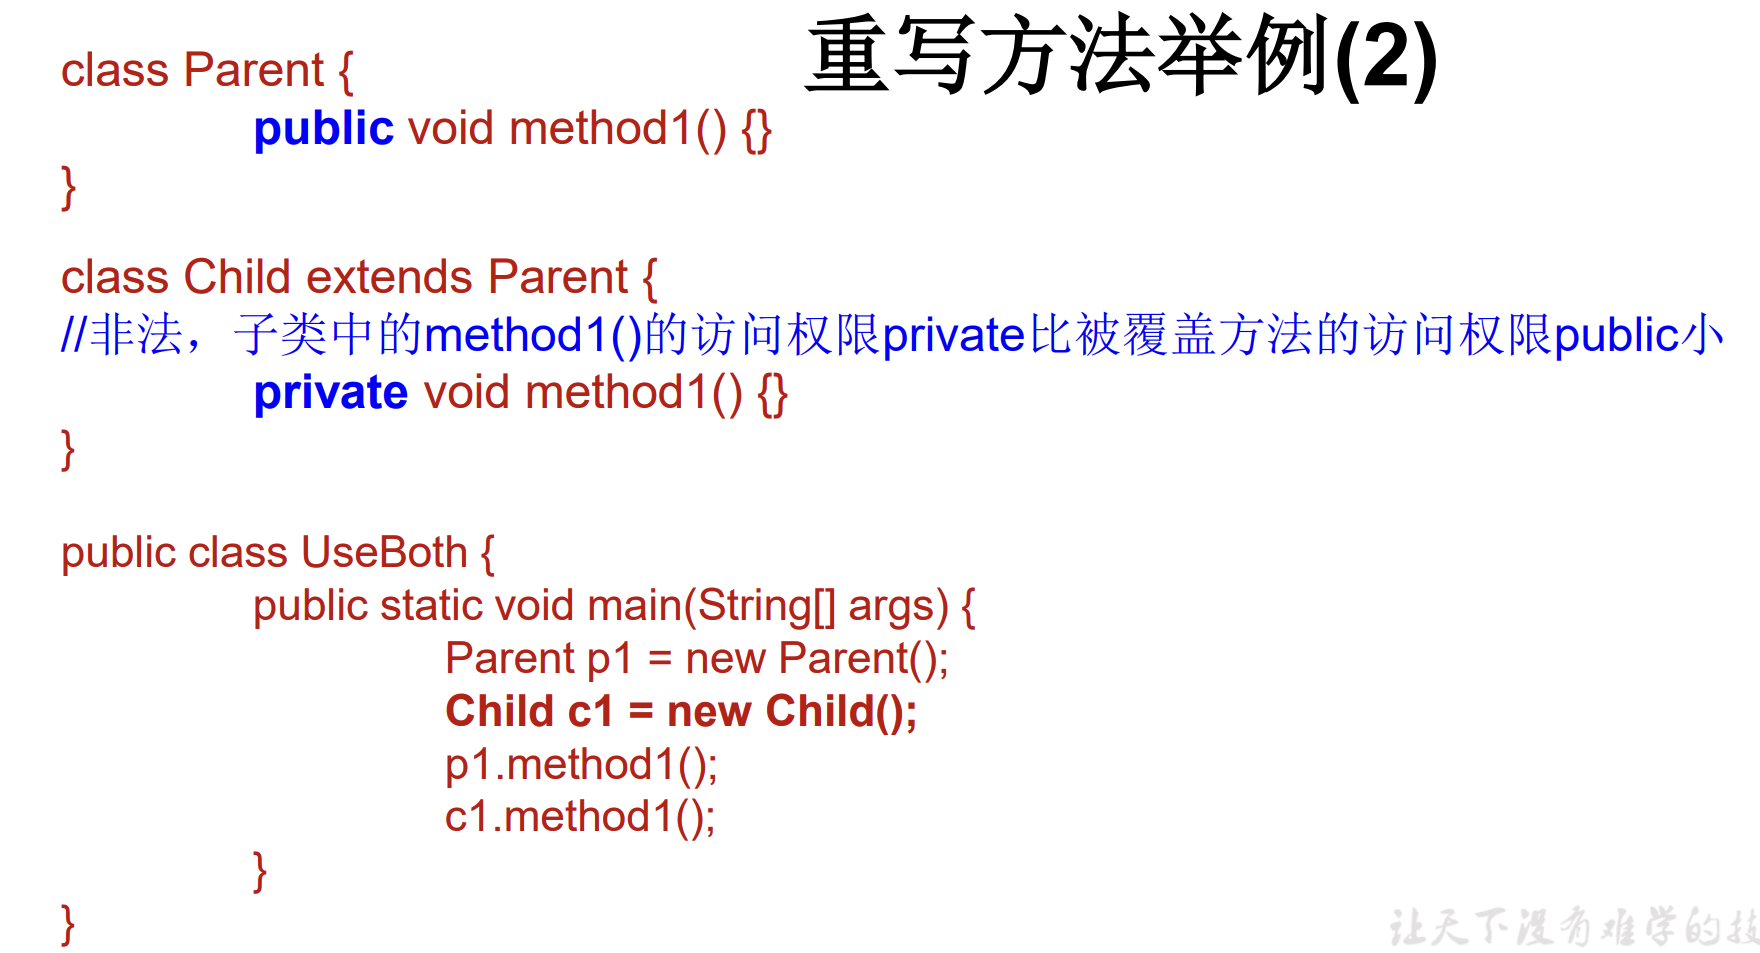 重写方法举例(2)
class Parent {
public void method1() {}
}
class Child extends Parent {
//非法，子类中的method1()的访问权限private比被覆盖方法的访问权限public小
private void method1() {}
}
public class UseBoth {
public static void main(String[] args) {
Parent p1 = new Parent();
Child c1 = new Child();
p1.method1();
c1.method1();
}
}
让天下没有难学的技